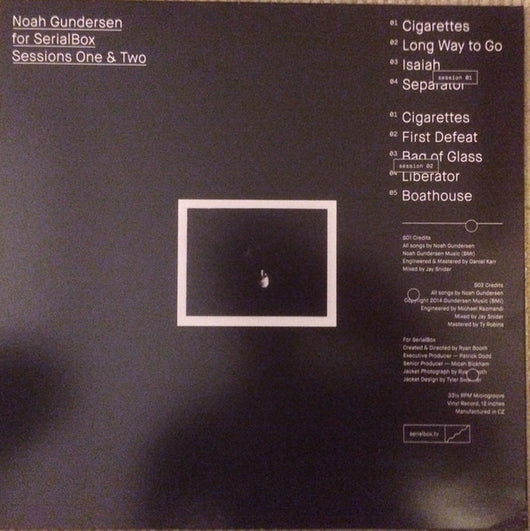 Noah Gundersen
for SerialBox
Sessions One & Two
01 Cigarettes
02 Long Way to Go
03 Isaiah
session 01
04 Separator
01 Cigarettes
02 First Defeat
03 Bag of Glass
session 02
04 Liberator
05 Boathouse
S01 Credits
All songs by Noah Gundersen
Noah Gundersen Music (BMI)
Engineered & Mastered by Daniel Karr
Mixed by Jay Snider
S02 Credits
All songs by Noah Gundersen
Copyright 2014 Gundersen Music (BMI)
Engineered by Michael
Mixed by Jay Snider
Mastered by Ty Robins
For SerialBox
Created & Directed by Ryan Booth
Executive Producer — Patrick Dodd
Senior Producer — Micah Bickham
Jacket Photograph by Ryan Booth
Jacket Design by Tyler
33⅓ RPM Microgroove
Vinyl Record, 12 inches
Manufactured in CZ
serialbox.tv